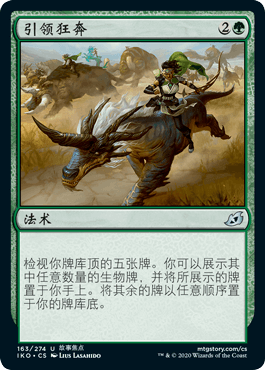 引领狂奔 2
法术
检视你牌库顶的五张牌。你可以展示其
中任意数量的生物牌，并将所展示的牌
置于你手上。将其余的牌以任意顺序置
于你的牌库底。
163/274 U 故事焦点
IKO • CS LIUS LASAHIDO
mtgstory.com/cs
™ & © 2020 Wizards of the Coast